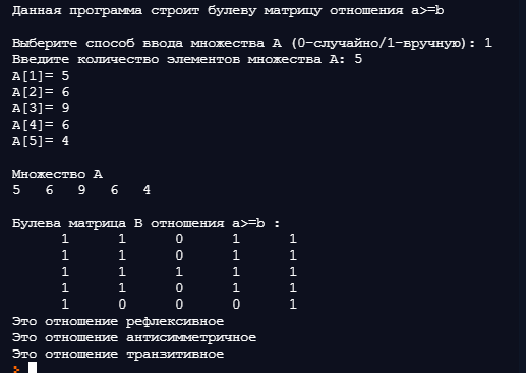 Данная программа строит булеву матрицу отношения a>=b
Выберите способ ввода множества А (0-случайно/1-вручную): 1
Введите количество элементов множества А: 5
A[1]= 5
A[2]= 6
A[3]= 9
A[4]= 6
A[5]= 4
Множество А
5 6 9 6 4
Булева матрица В отношения a>=b :
1 1 0 1 1
1 1 0 1 1
1 1 1 1 1
1 1 0 1 1
1 0 0 0 1
Это отношение рефлексивное
Это отношение антисимметричное
Это отношение транзитивное